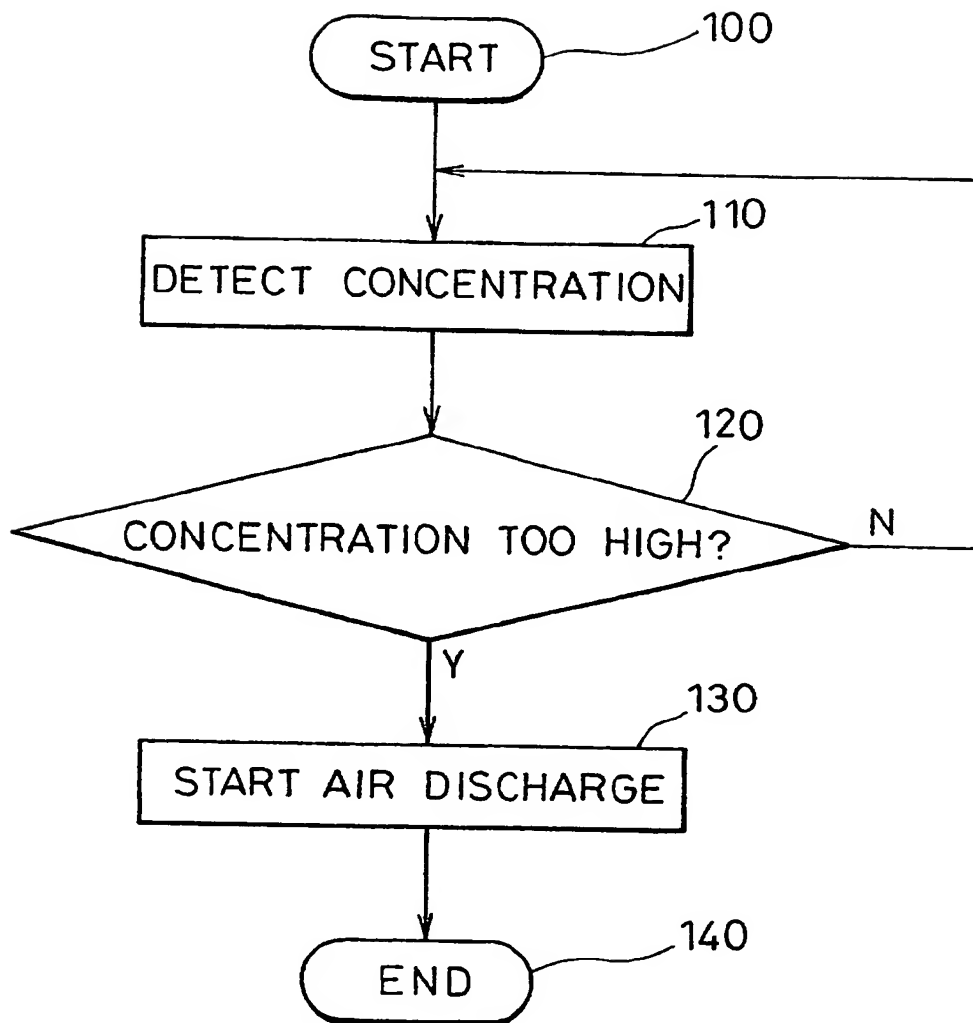 START
100
110
DETECT CONCENTRATION
120
CONCENTRATION TOO HIGH?
N
Y
130
START AIR DISCHARGE
140
END